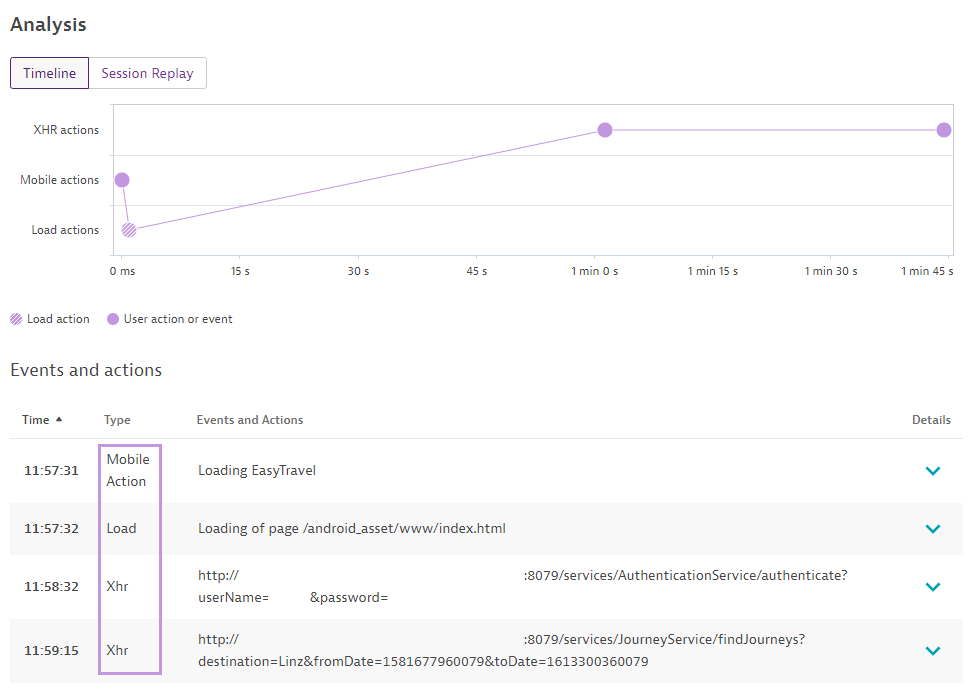 Analysis
Timeline Session Replay
XHR actions
Mobile actions
Load actions
0 ms 15 s 30 s 45 s 1 min 0 s 1 min 15 s 1 min 30 s 1 min 45 s
Load action User action or event
Events and actions
Time Type Events and Actions Details
11:57:31 Mobile Action Loading EasyTravel
11:57:32 Load Loading of page /android_asset/www/index.html
11:58:32 Xhr http:// :8079/services/AuthenticationService/authenticate?
userName= &password=
11:59:15 Xhr http:// :8079/services/JourneyService/findJourneys?
destination=Linz&fromDate=1581677960079&toDate=1613300360079